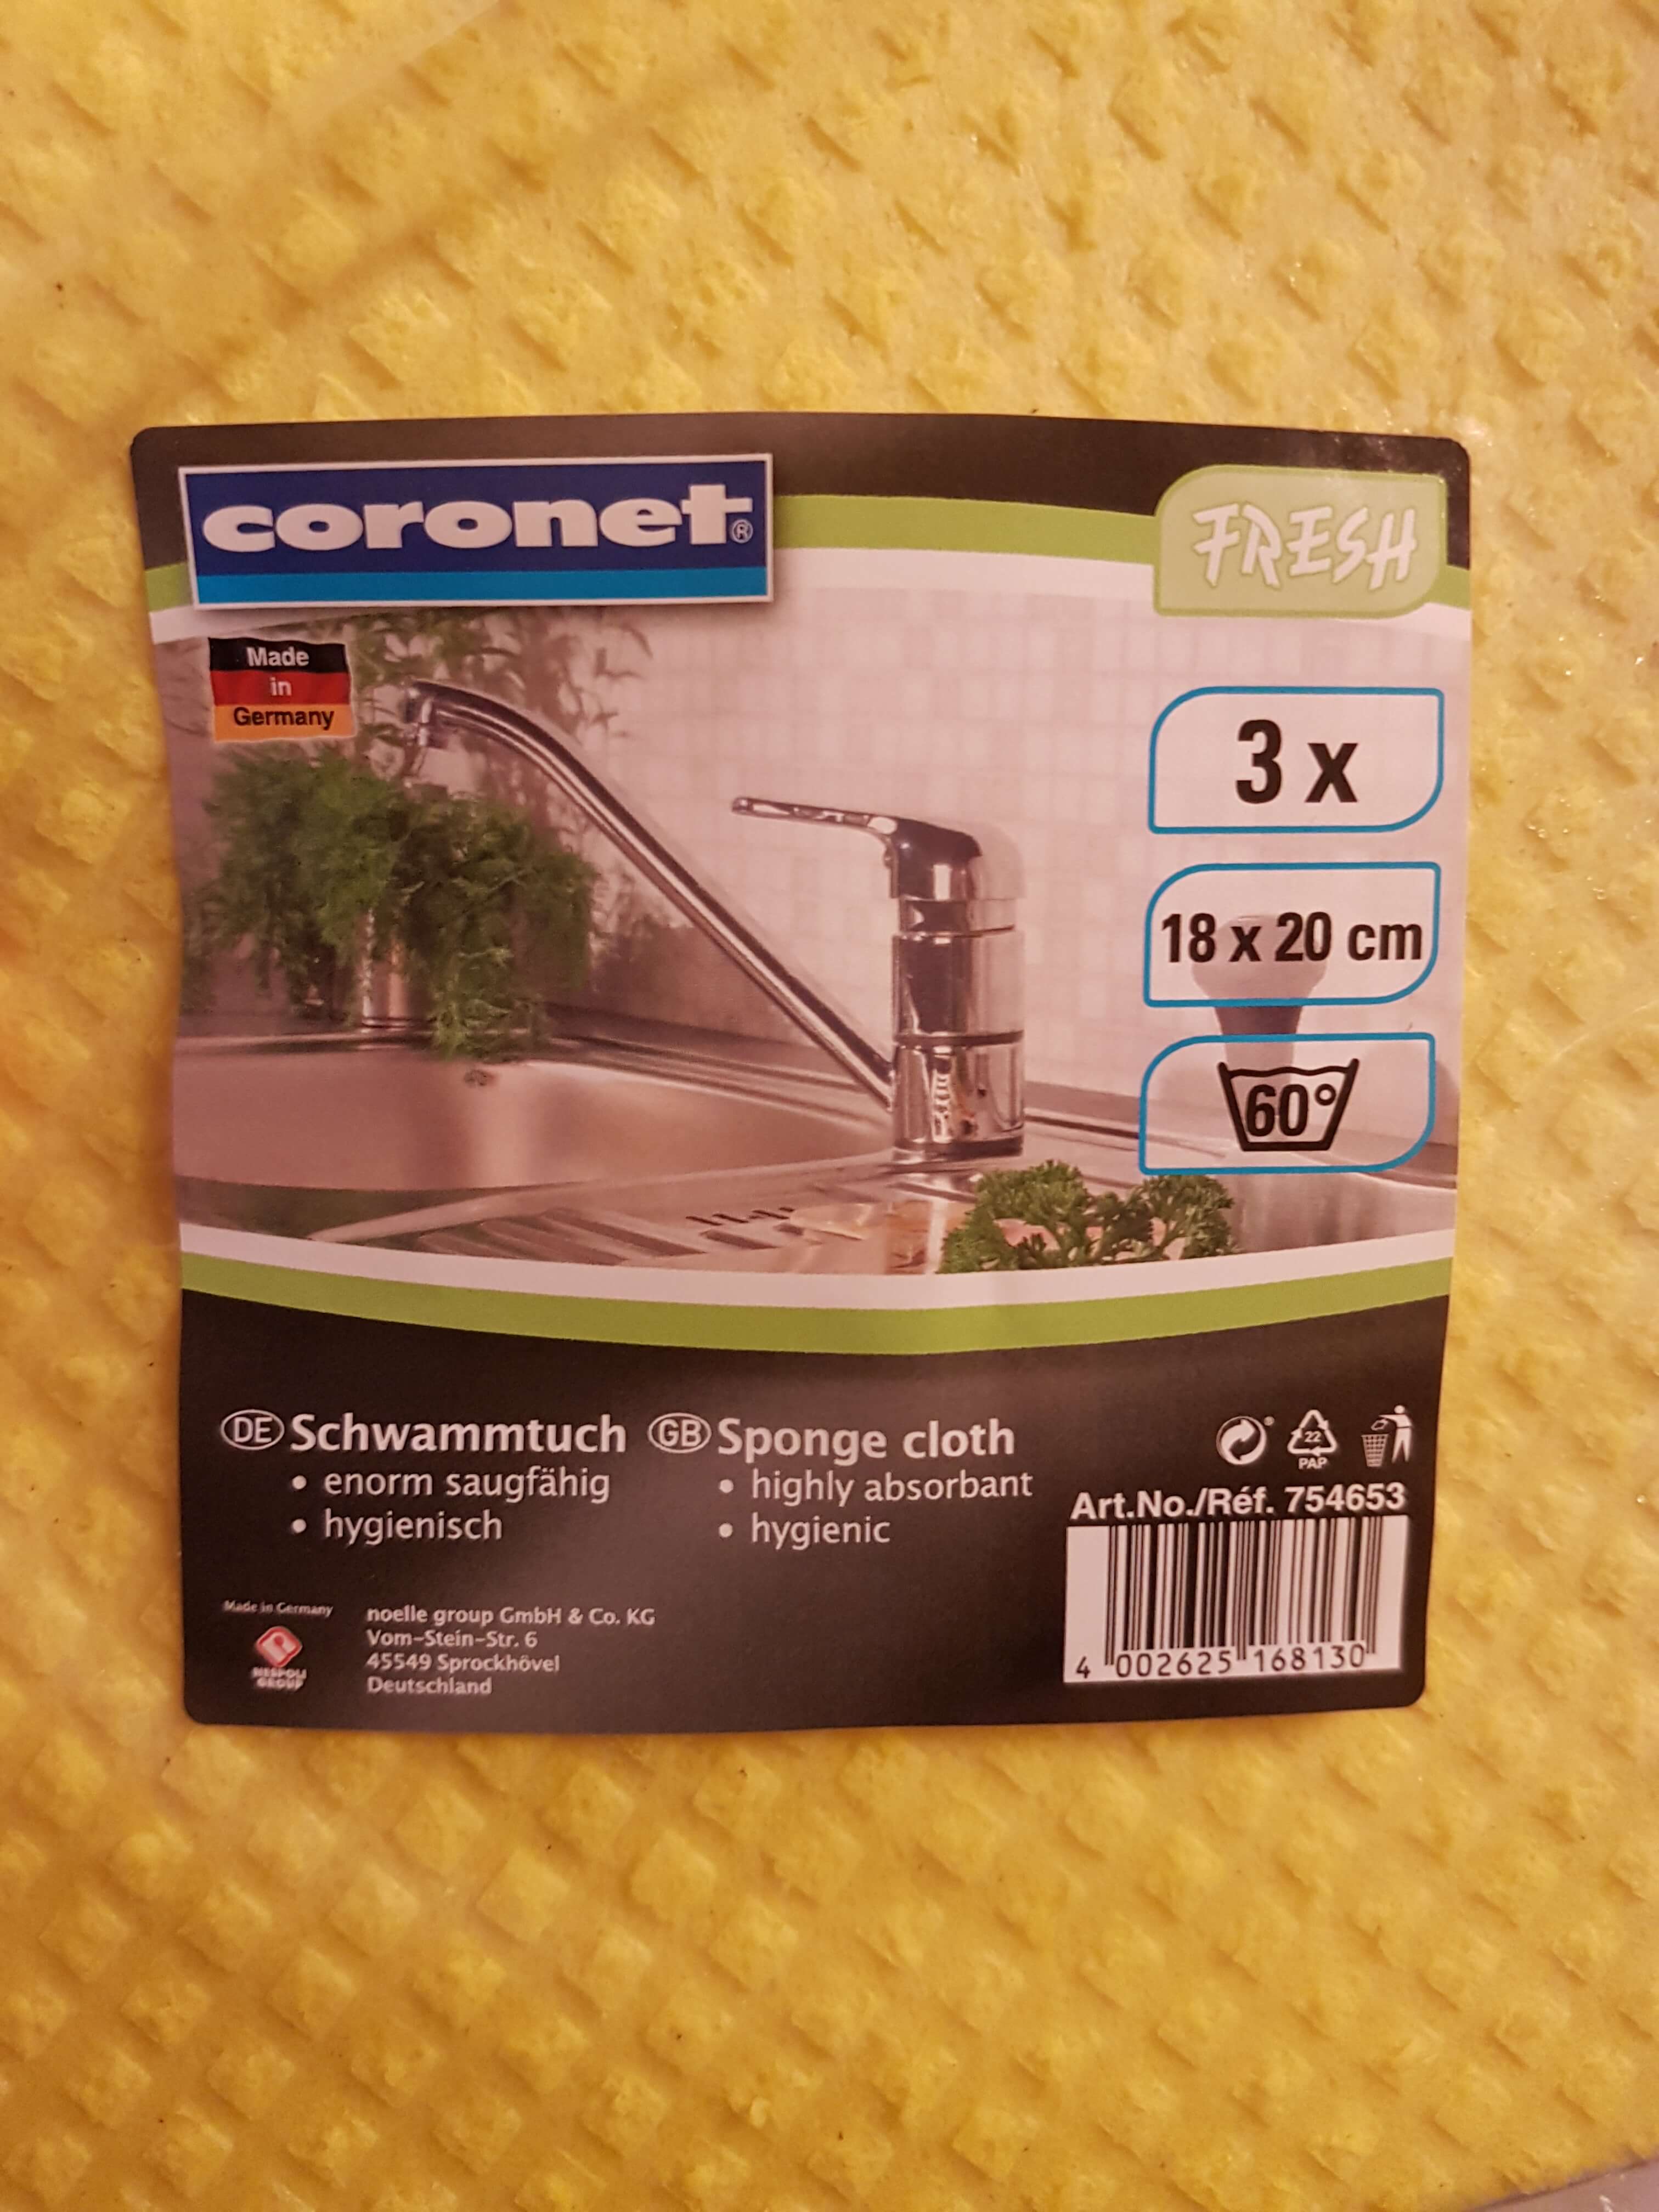 coronet®
FRESH
Made
in
Germany
3 x
18 x 20 cm
60°
DE Schwammtuch
• enorm saugfähig
• hygienisch
GB Sponge cloth
• highly absorbant
• hygienic
22
PAP
Art.No./Réf. 754653
4 002625 168130
Made in Germany
NESPOLI
GROUP
noelle group GmbH & Co. KG
Vom-Stein-Str. 6
45549 Sprockhövel
Deutschland